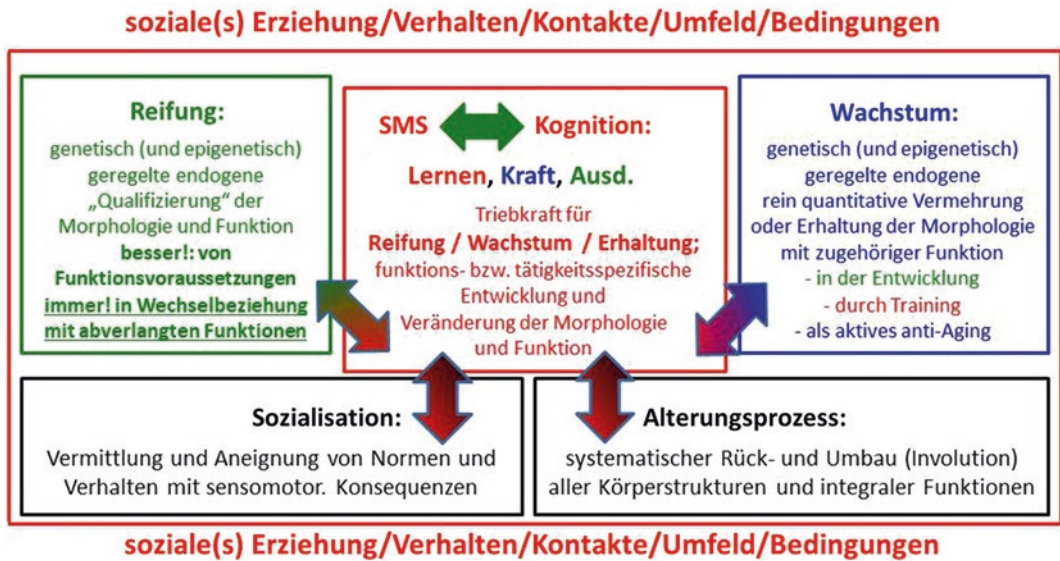 soziale(s) Erziehung/Verhalten/Kontakte/Umfeld/Bedingungen
Reifung:
genetisch (und epigenetisch)
geregelte endogene
„Qualifizierung“ der
Morphologie und Funktion
besser!: von
Funktionsvoraussetzungen
immer! in Wechselbeziehung
mit abverlangten Funktionen
SMS Kognition:
Lernen, Kraft, Ausd.
Triebkraft für
Reifung / Wachstum / Erhaltung;
funktions- bzw. tätigkeitsspezifische
Entwicklung und
Veränderung der Morphologie
und Funktion
Wachstum:
genetisch (und epigenetisch)
geregelte endogene
rein quantitative Vermehrung
oder Erhaltung der Morphologie
mit zugehöriger Funktion
- in der Entwicklung
- durch Training
- als aktives anti-Aging
Sozialisation:
Vermittlung und Aneignung von Normen und
Verhalten mit sensomotor. Konsequenzen
Alterungsprozess:
systematischer Rück- und Umbau (Involution)
aller Körperstrukturen und integraler Funktionen
soziale(s) Erziehung/Verhalten/Kontakte/Umfeld/Bedingungen